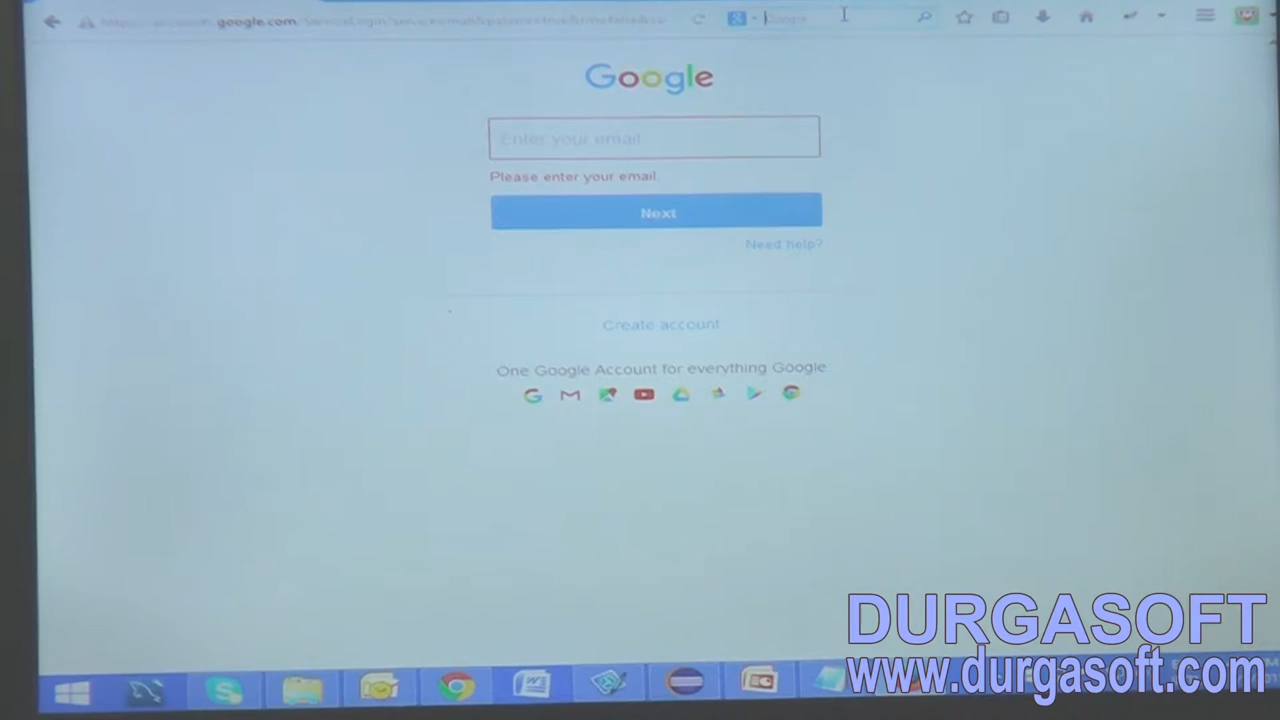 google.com
Google
Google
Enter your email
Please enter your email.
Next
Need help?
Create account
One Google Account for everything Google
DURGASOFT
www.durgasoft.com